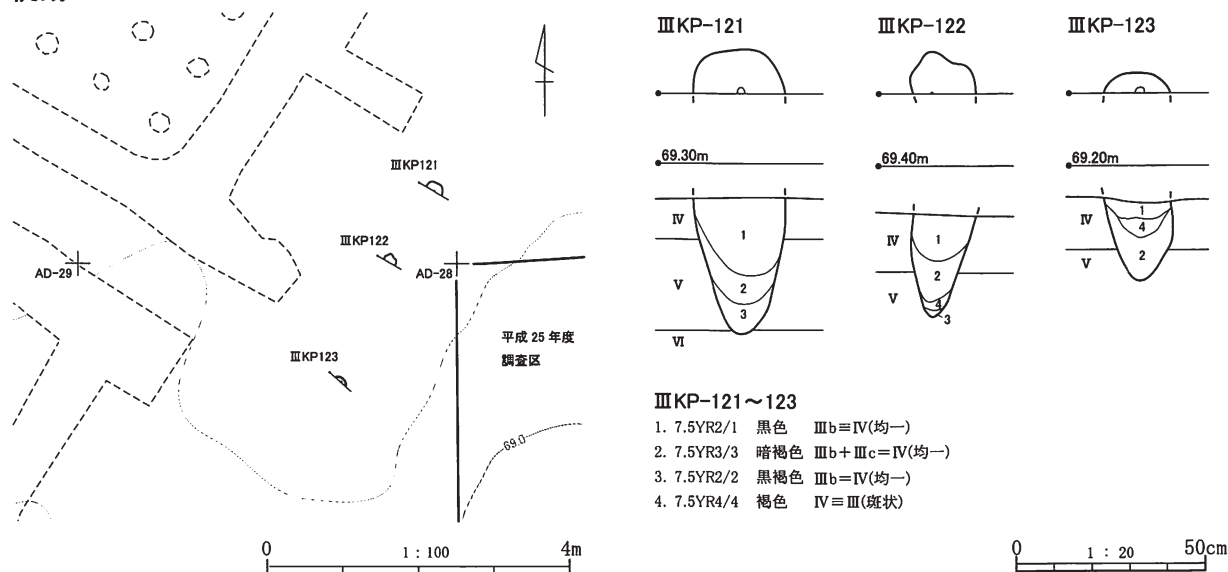 ⅢKP121
ⅢKP122
AD-29
AD-28
平成 25 年度
調査区
ⅢKP123
69.0
0
1 : 100
4m
ⅢKP-121
ⅢKP-122
ⅢKP-123
69.30m
69.40m
69.20m
Ⅳ
1
Ⅴ
2
3
Ⅵ
Ⅳ
1
2
Ⅴ
4
3
Ⅳ
1
4
Ⅴ
2
ⅢKP-121～123
1. 7.5YR2/1 黒色 Ⅲb≡Ⅳ(均一)
2. 7.5YR3/3 暗褐色 Ⅲb＋Ⅲc＝Ⅳ(均一)
3. 7.5YR2/2 黒褐色 Ⅲb＝Ⅳ(均一)
4. 7.5YR4/4 褐色 Ⅳ≡Ⅲ(斑状)
0
1 : 20
50cm